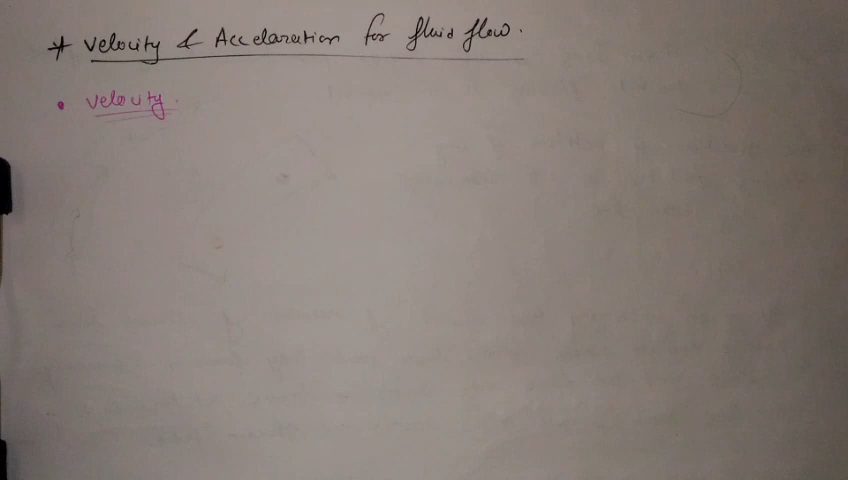 * Velocity & Accelaration for fluid flow.
• Velocity.